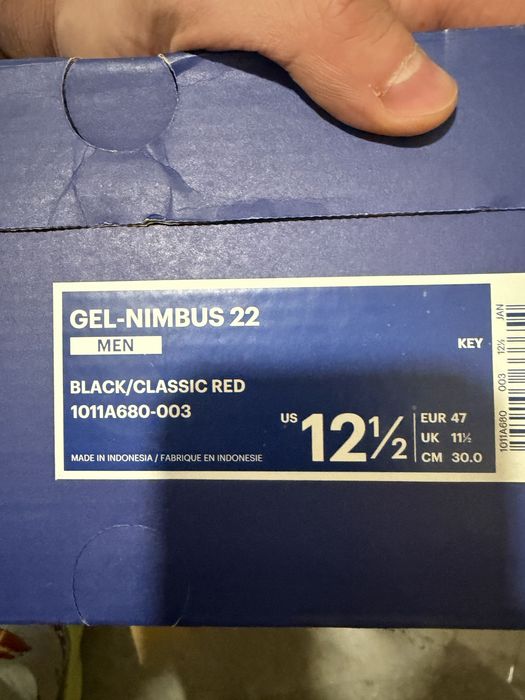 GEL-NIMBUS 22
MEN
KEY
BLACK/CLASSIC RED
1011A680-003
US 12½
EUR 47
UK 11½
CM 30.0
MADE IN INDONESIA / FABRIQUE EN INDONESIE
1011A680 003 12½ JAN